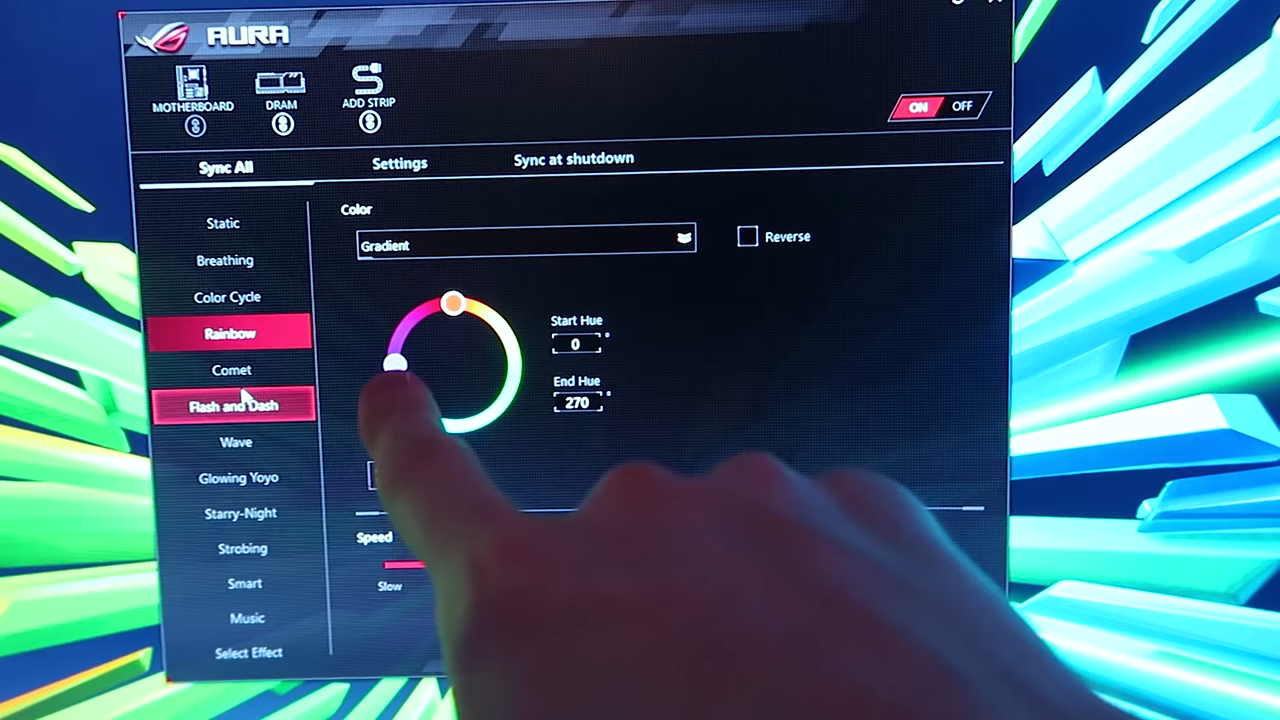 AURA
MOTHERBOARD
DRAM
ADD STRIP
ON OFF
Sync All
Settings
Sync at shutdown
Static
Breathing
Color Cycle
Rainbow
Comet
Flash and Dash
Wave
Glowing Yoyo
Starry-Night
Strobing
Smart
Music
Select Effect
Color
Gradient
Reverse
Start Hue
0 °
End Hue
270 °
Speed
Slow